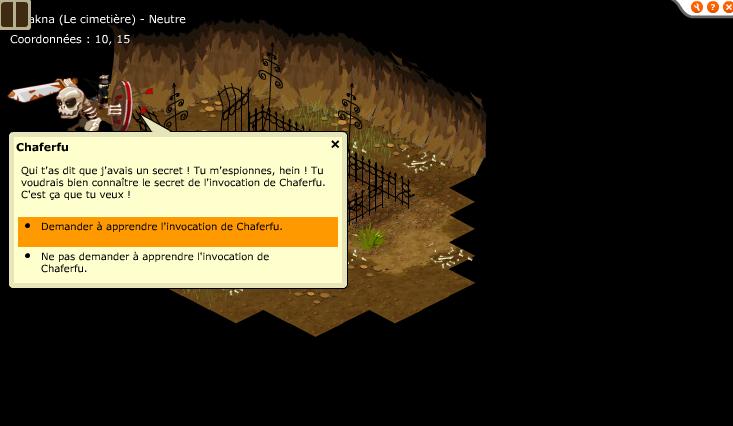 akna (Le cimetière) - Neutre
Coordonnées : 10, 15
Chaferfu
Qui t'as dit que j'avais un secret ! Tu m'espionnes, hein ! Tu
voudrais bien connaître le secret de l'invocation de Chaferfu.
C'est ça que tu veux !
Demander à apprendre l'invocation de Chaferfu.
Ne pas demander à apprendre l'invocation de
Chaferfu.